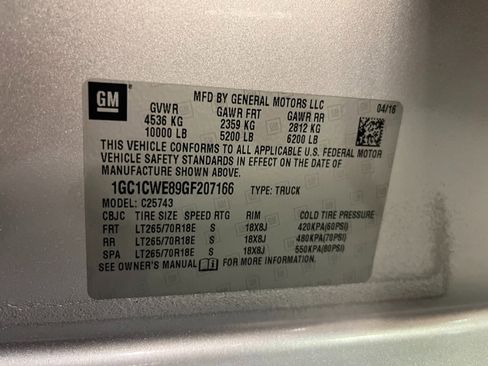 GM
MFD BY GENERAL MOTORS LLC
04/16
GVWR GAWR FRT GAWR RR
4536 KG 2359 KG 2812 KG
10000 LB 5200 LB 6200 LB
THIS VEHICLE CONFORMS TO ALL APPLICABLE U.S. FEDERAL MOTOR
VEHICLE SAFETY STANDARDS IN EFFECT ON THE DATE OF
MANUFACTURE SHOWN ABOVE.
1GC1CWE89GF207166 TYPE: TRUCK
MODEL: C25743
CBJC TIRE SIZE SPEED RTG RIM COLD TIRE PRESSURE
FRT LT265/70R18E S 18X8J 420KPA(60PSI)
RR LT265/70R18E S 18X8J 480KPA(70PSI)
SPA LT265/70R18E S 18X8J 550KPA(80PSI)
SEE OWNER'S MANUAL FOR MORE INFORMATION.